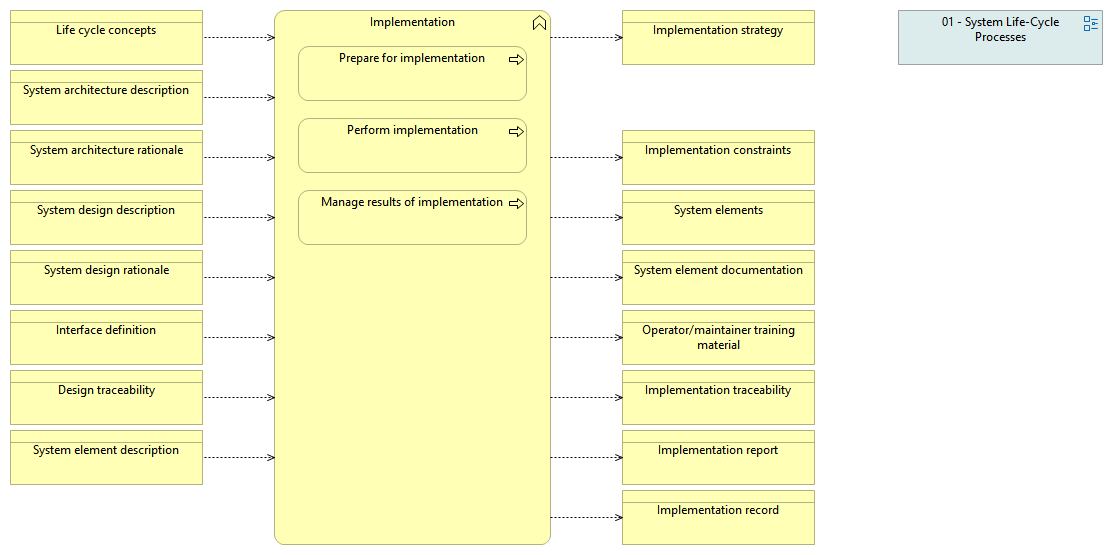 Life cycle concepts
System architecture description
System architecture rationale
System design description
System design rationale
Interface definition
Design traceability
System element description
Implementation
Prepare for implementation
Perform implementation
Manage results of implementation
Implementation strategy
Implementation constraints
System elements
System element documentation
Operator/maintainer training
material
Implementation traceability
Implementation report
Implementation record
01 - System Life-Cycle
Processes